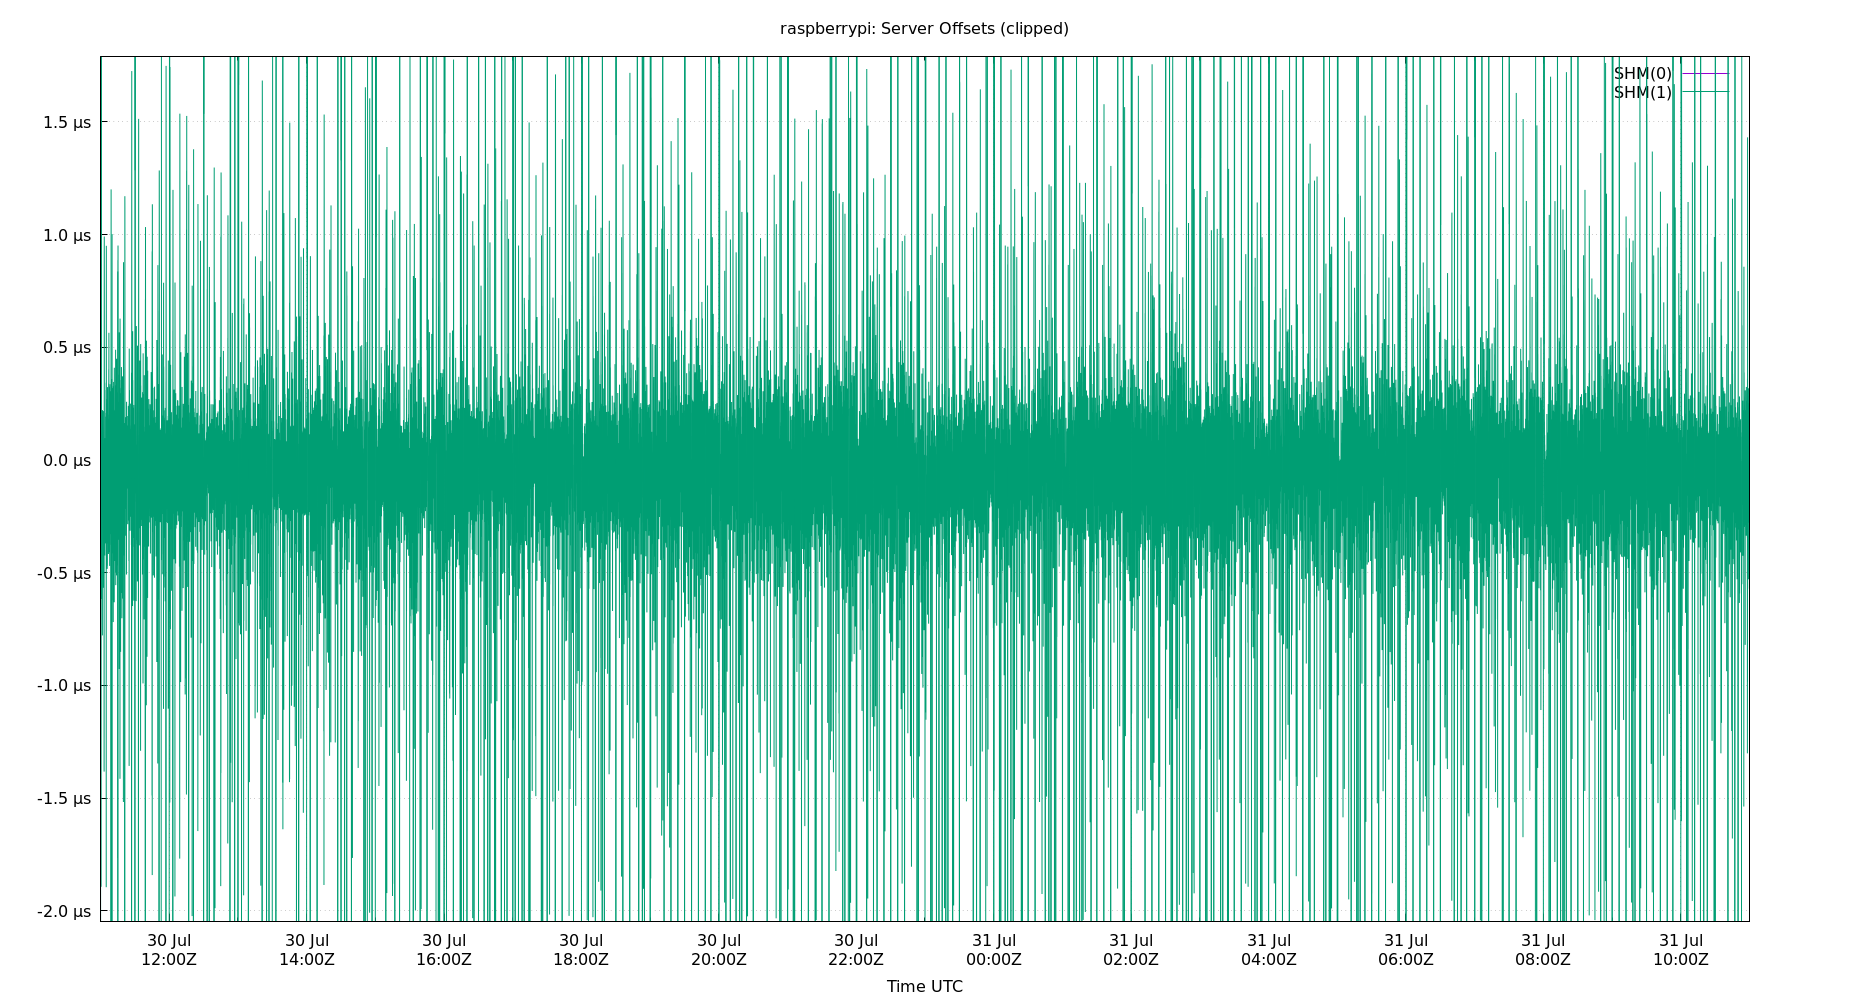 raspberrypi: Server Offsets (clipped)
SHM(0)
SHM(1)
1.5 µs
1.0 µs
0.5 µs
0.0 µs
-0.5 µs
-1.0 µs
-1.5 µs
-2.0 µs
30 Jul 30 Jul 30 Jul 30 Jul 30 Jul 30 Jul 31 Jul 31 Jul 31 Jul 31 Jul 31 Jul 31 Jul
12:00Z 14:00Z 16:00Z 18:00Z 20:00Z 22:00Z 00:00Z 02:00Z 04:00Z 06:00Z 08:00Z 10:00Z
Time UTC